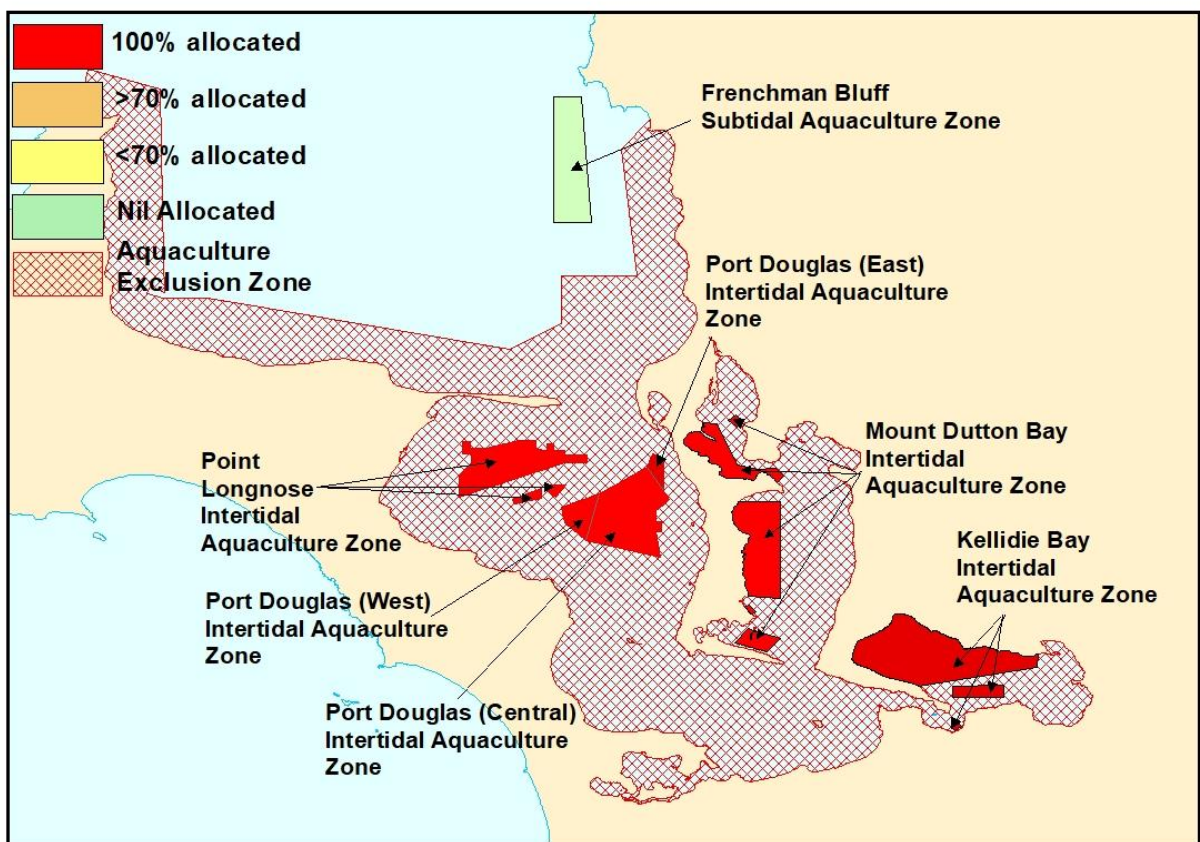 100% allocated
>70% allocated
<70% allocated
Nil Allocated
Aquaculture
Exclusion Zone
Frenchman Bluff
Subtidal Aquaculture Zone
Port Douglas (East)
Intertidal Aquaculture
Zone
Mount Dutton Bay
Intertidal
Aquaculture Zone
Point
Longnose
Intertidal
Aquaculture Zone
Kellidie Bay
Intertidal
Aquaculture Zone
Port Douglas (West)
Intertidal Aquaculture
Zone
Port Douglas (Central)
Intertidal Aquaculture
Zone